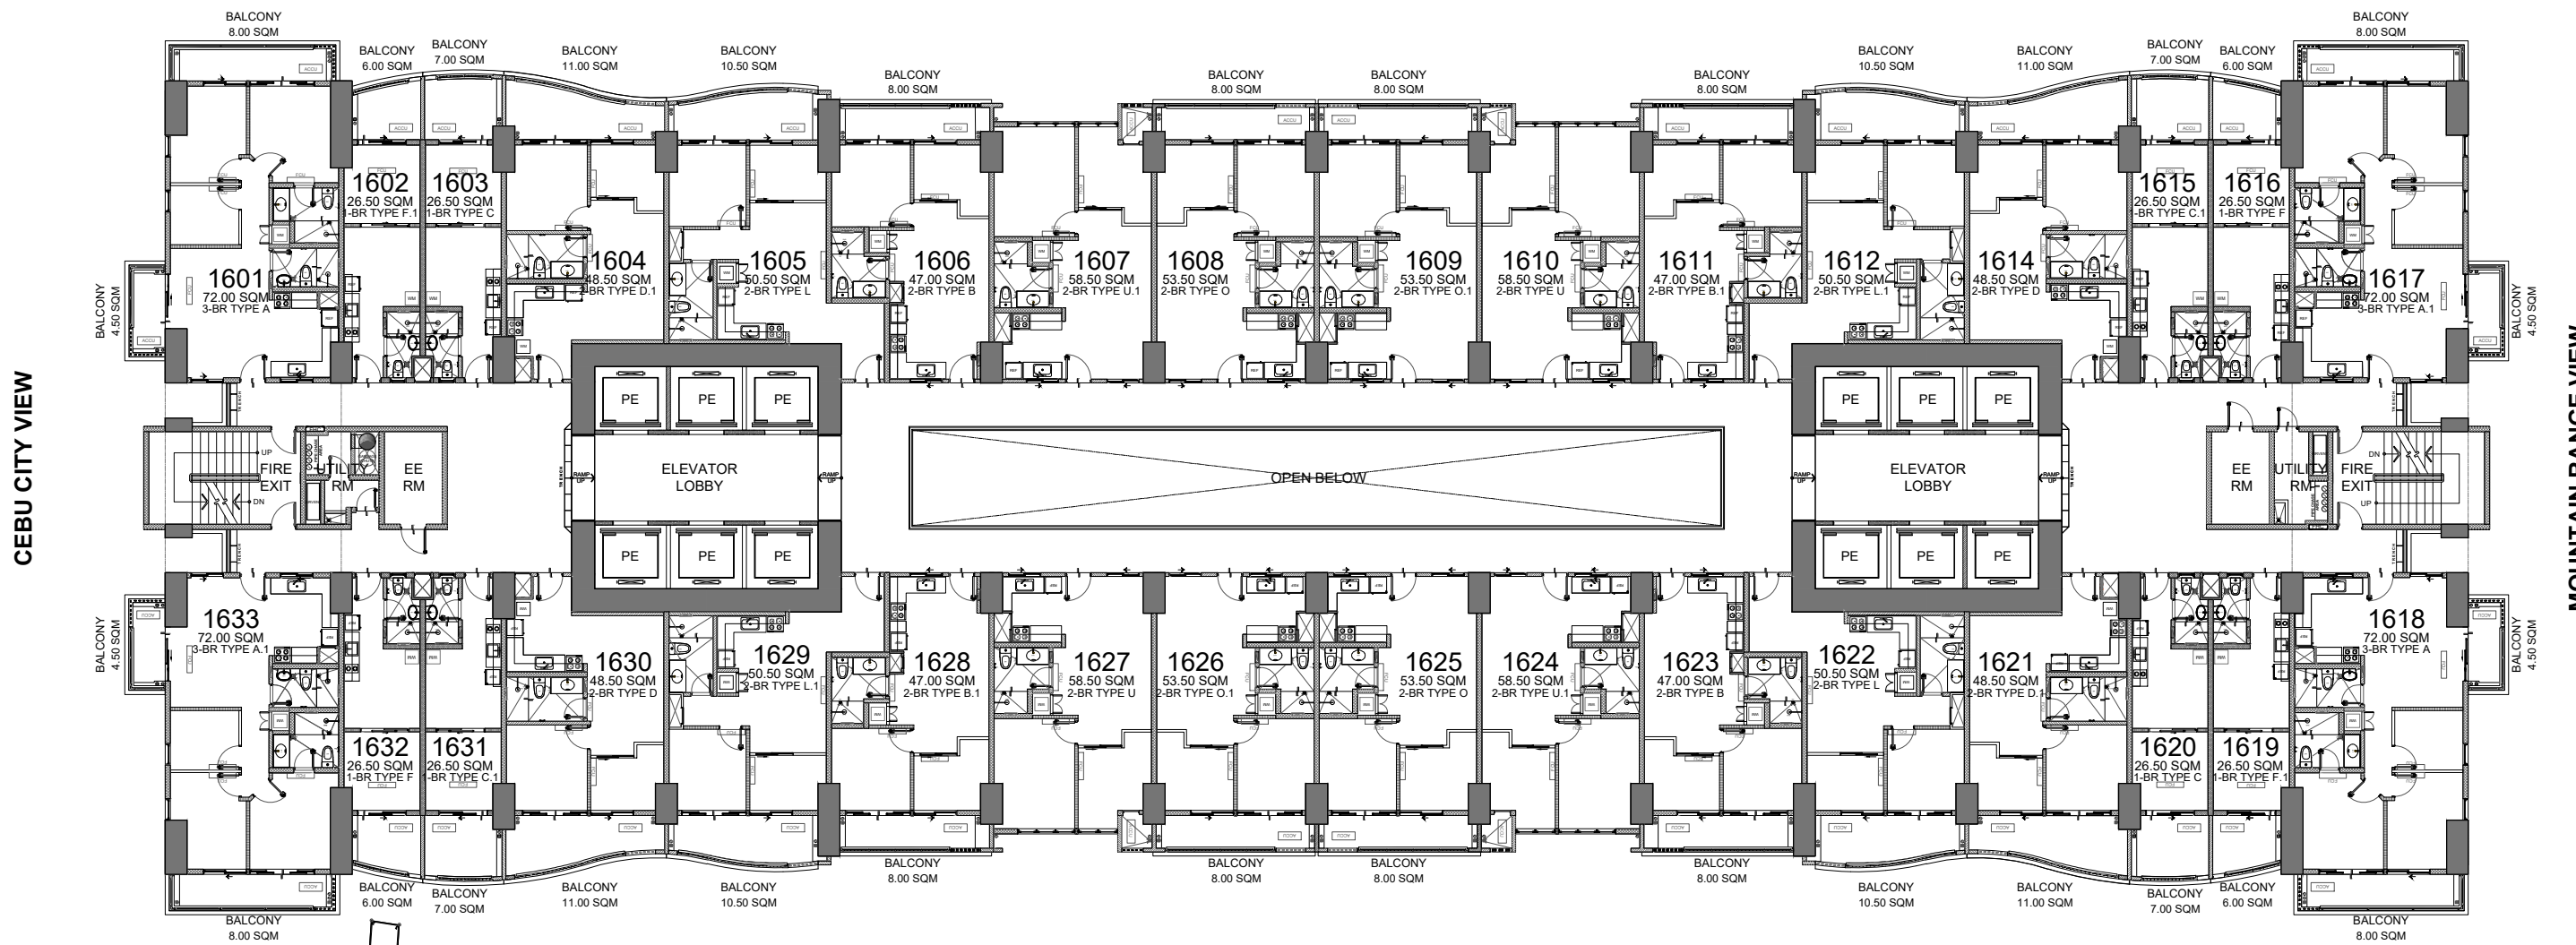 BALCONY
8.00 SQM
BALCONY
6.00 SQM
BALCONY
7.00 SQM
BALCONY
11.00 SQM
BALCONY
10.50 SQM
BALCONY
8.00 SQM
BALCONY
8.00 SQM
BALCONY
8.00 SQM
BALCONY
8.00 SQM
BALCONY
10.50 SQM
BALCONY
11.00 SQM
BALCONY
7.00 SQM
BALCONY
6.00 SQM
BALCONY
8.00 SQM
1601
72.00 SQM
3-BR TYPE A
1602
26.50 SQM
1-BR TYPE F.1
1603
26.50 SQM
1-BR TYPE C
1604
48.50 SQM
2-BR TYPE D.1
1605
50.50 SQM
2-BR TYPE L
1606
47.00 SQM
2-BR TYPE B
1607
58.50 SQM
2-BR TYPE U.1
1608
53.50 SQM
2-BR TYPE O
1609
53.50 SQM
2-BR TYPE O.1
1610
58.50 SQM
2-BR TYPE U
1611
47.00 SQM
2-BR TYPE B.1
1612
50.50 SQM
2-BR TYPE L.1
1614
48.50 SQM
2-BR TYPE D
1615
26.50 SQM
-BR TYPE C.1
1616
26.50 SQM
1-BR TYPE F
1617
72.00 SQM
3-BR TYPE A.1
BALCONY
4.50 SQM
BALCONY
4.50 SQM
CEBU CITY VIEW
MOUNTAIN RANGE VIEW
PE
PE
PE
PE
PE
PE
UP
DN
FIRE
EXIT
UTILITY
RM
EE
RM
RAMP
UP
ELEVATOR
LOBBY
RAMP
UP
OPEN BELOW
RAMP
UP
ELEVATOR
LOBBY
RAMP
UP
EE
RM
UTILITY
RM
FIRE
EXIT
DN
UP
PE
PE
PE
PE
PE
PE
BALCONY
4.50 SQM
BALCONY
4.50 SQM
1633
72.00 SQM
3-BR TYPE A.1
1632
26.50 SQM
1-BR TYPE F
1631
26.50 SQM
1-BR TYPE C.1
1630
48.50 SQM
2-BR TYPE D
1629
50.50 SQM
2-BR TYPE L.1
1628
47.00 SQM
2-BR TYPE B.1
1627
58.50 SQM
2-BR TYPE U
1626
53.50 SQM
2-BR TYPE O.1
1625
53.50 SQM
2-BR TYPE O
1624
58.50 SQM
2-BR TYPE U.1
1623
47.00 SQM
2-BR TYPE B
1622
50.50 SQM
2-BR TYPE L
1621
48.50 SQM
2-BR TYPE D.1
1620
26.50 SQM
1-BR TYPE C
1619
26.50 SQM
1-BR TYPE F.1
1618
72.00 SQM
3-BR TYPE A
BALCONY
8.00 SQM
BALCONY
6.00 SQM
BALCONY
7.00 SQM
BALCONY
11.00 SQM
BALCONY
10.50 SQM
BALCONY
8.00 SQM
BALCONY
8.00 SQM
BALCONY
8.00 SQM
BALCONY
8.00 SQM
BALCONY
10.50 SQM
BALCONY
11.00 SQM
BALCONY
7.00 SQM
BALCONY
6.00 SQM
BALCONY
8.00 SQM